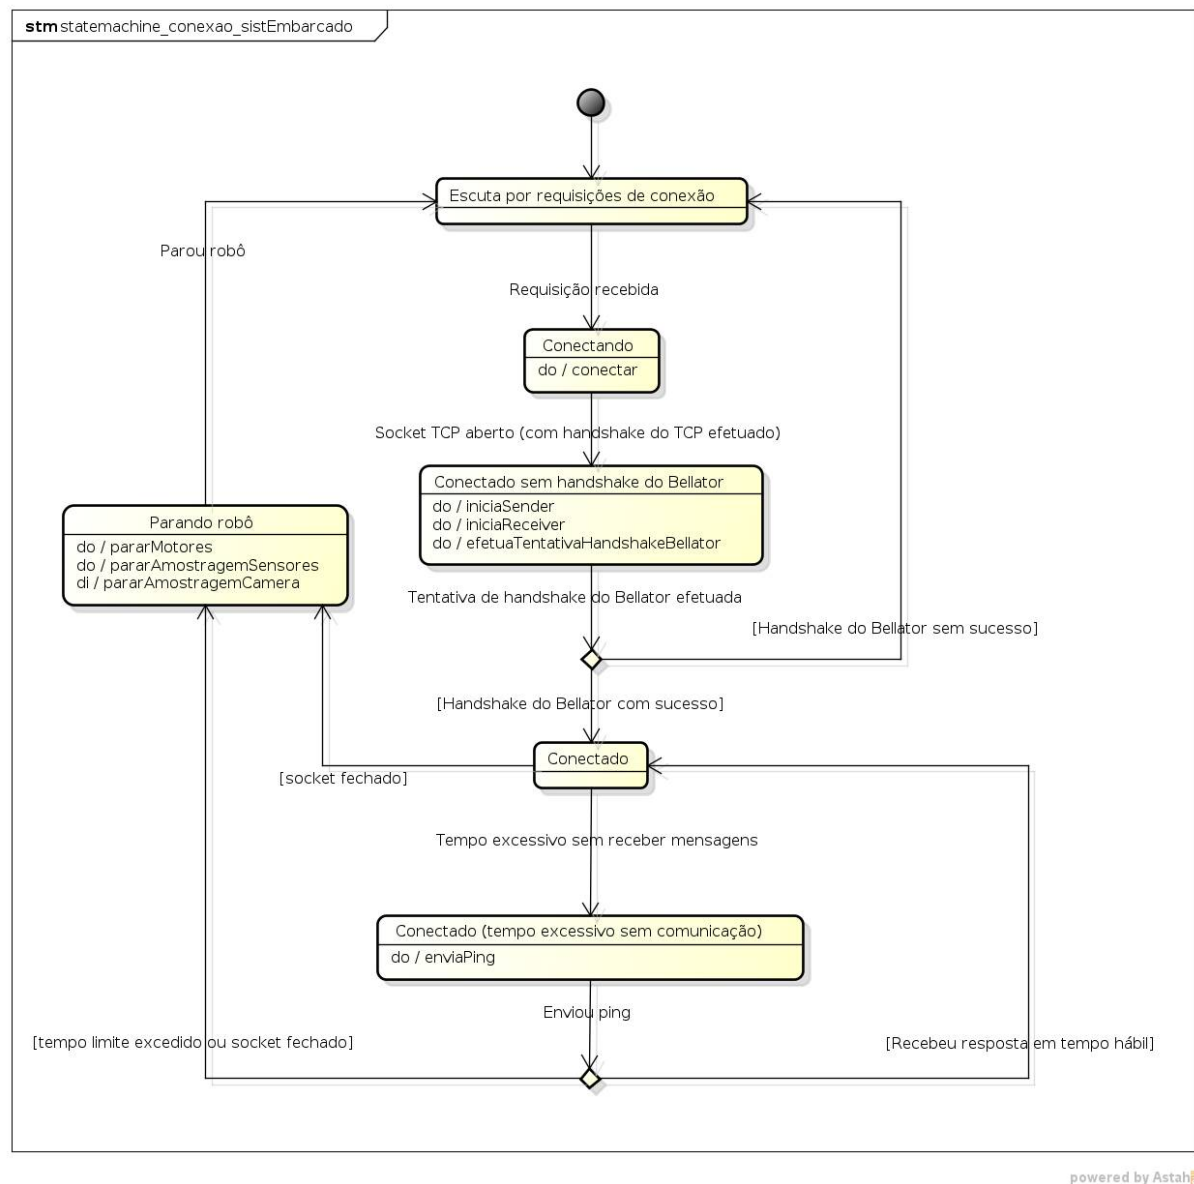 stm statemachine_conexao_sistEmbarcado
Escuta por requisições de conexão
Parou robô
Requisição recebida
Conectando
do / conectar
Socket TCP aberto (com handshake do TCP efetuado)
Conectado sem handshake do Bellator
do / iniciaSender
do / iniciaReceiver
do / efetuaTentativaHandshakeBellator
Parando robô
do / pararMotores
do / pararAmostragemSensores
di / pararAmostragemCamera
Tentativa de handshake do Bellator efetuada
[Handshake do Bellator sem sucesso]
[Handshake do Bellator com sucesso]
Conectado
[socket fechado]
Tempo excessivo sem receber mensagens
Conectado (tempo excessivo sem comunicação)
do / enviaPing
Enviou ping
[tempo limite excedido ou socket fechado]
[Recebeu resposta em tempo hábil]
powered by Astah